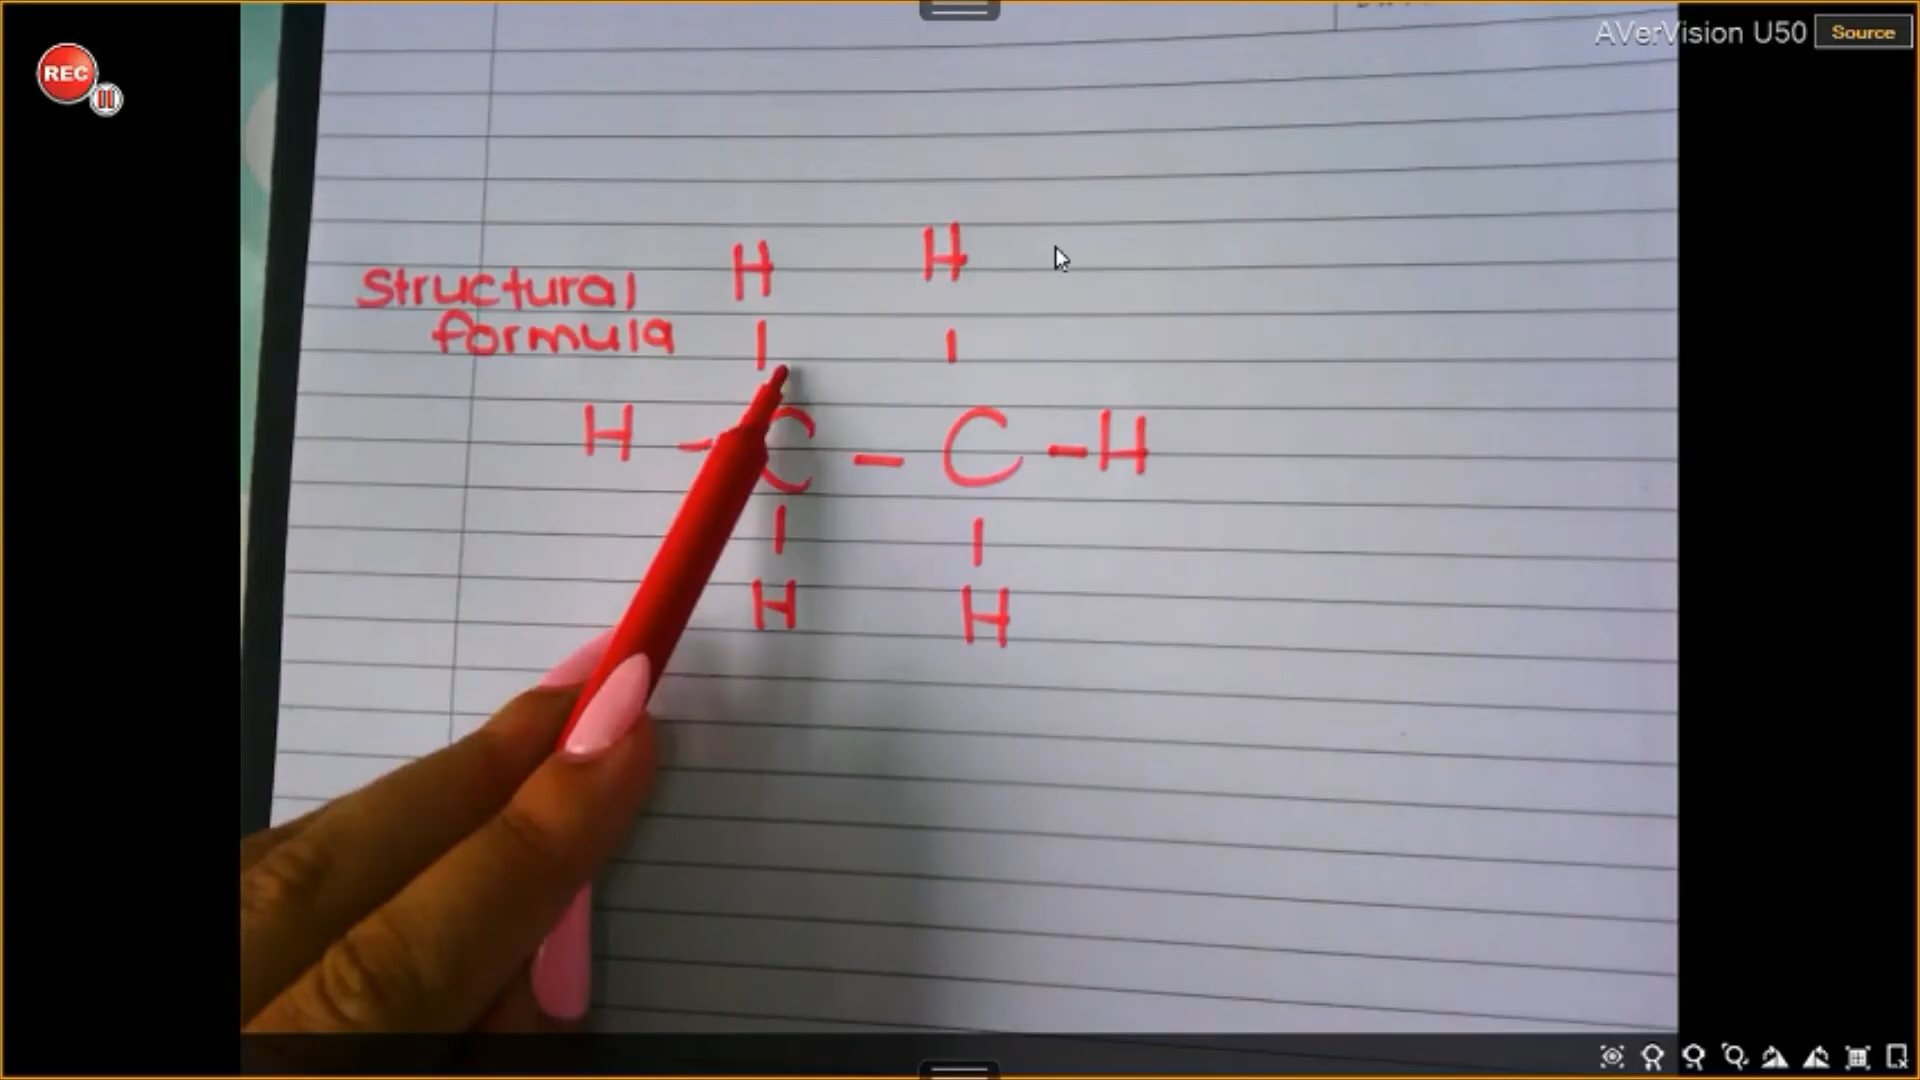 AVerVision U50
Source
REC
H H
Structural
formula
H - C - C - H
H H